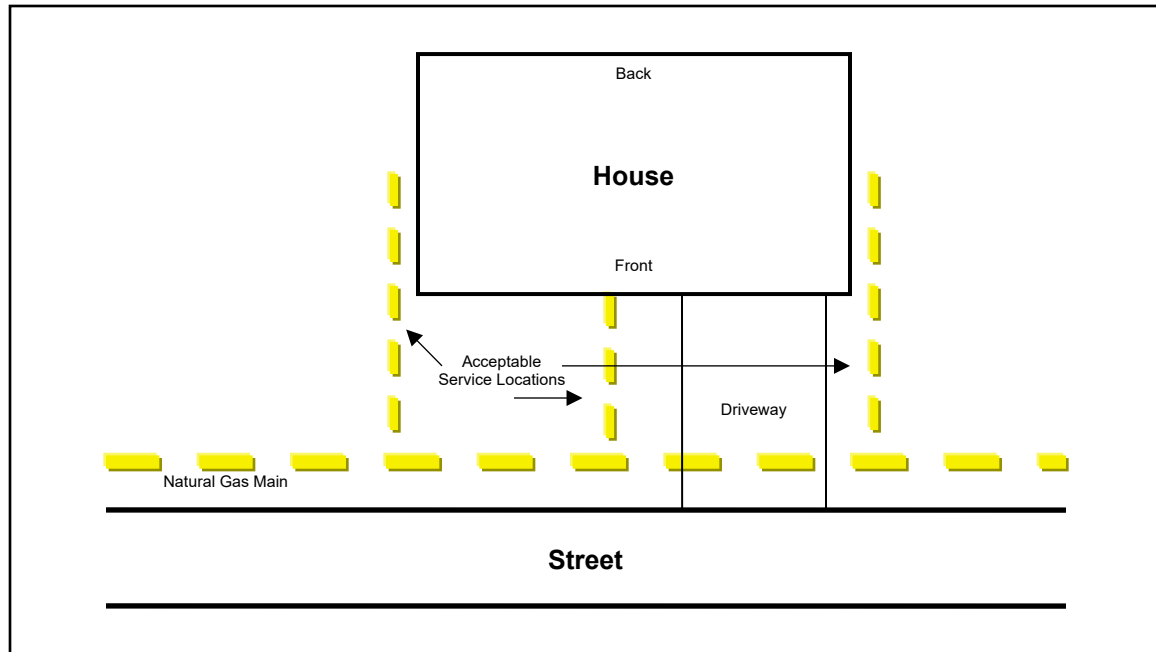 Back
House
Front
Acceptable
Service Locations
Driveway
Natural Gas Main
Street